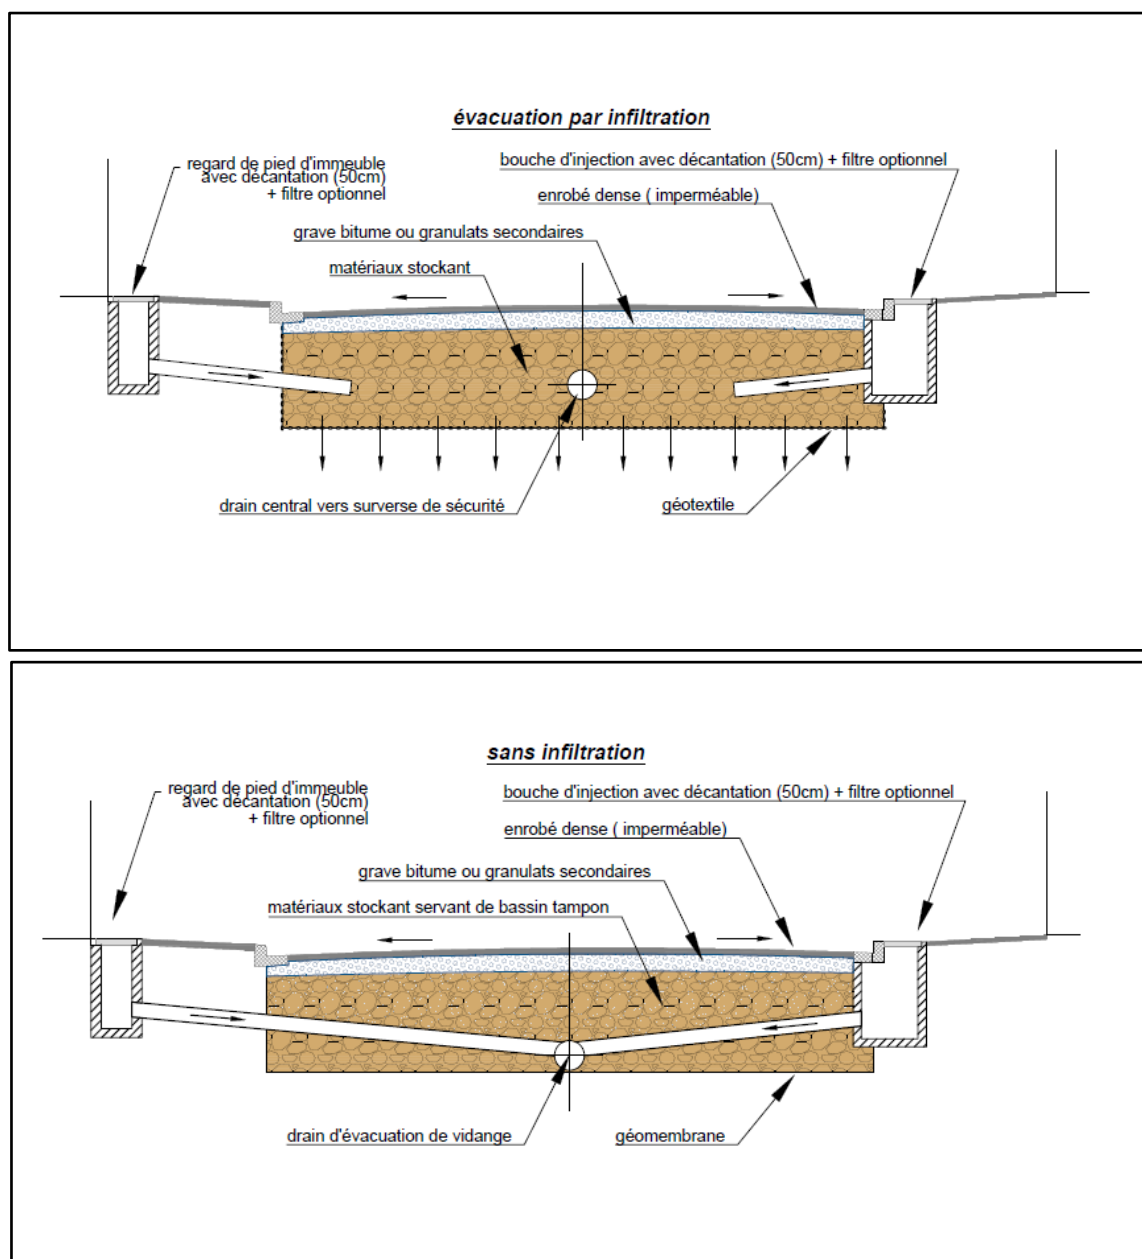 évacuation par infiltration
regard de pied d'immeuble
avec décantation (50cm)
+ filtre optionnel
bouche d'injection avec décantation (50cm) + filtre optionnel
enrobé dense ( imperméable)
grave bitume ou granulats secondaires
matériaux stockant
drain central vers surverse de sécurité
géotextile
sans infiltration
regard de pied d'immeuble
avec décantation (50cm)
+ filtre optionnel
bouche d'injection avec décantation (50cm) + filtre optionnel
enrobé dense ( imperméable)
grave bitume ou granulats secondaires
matériaux stockant servant de bassin tampon
drain d'évacuation de vidange
géomembrane